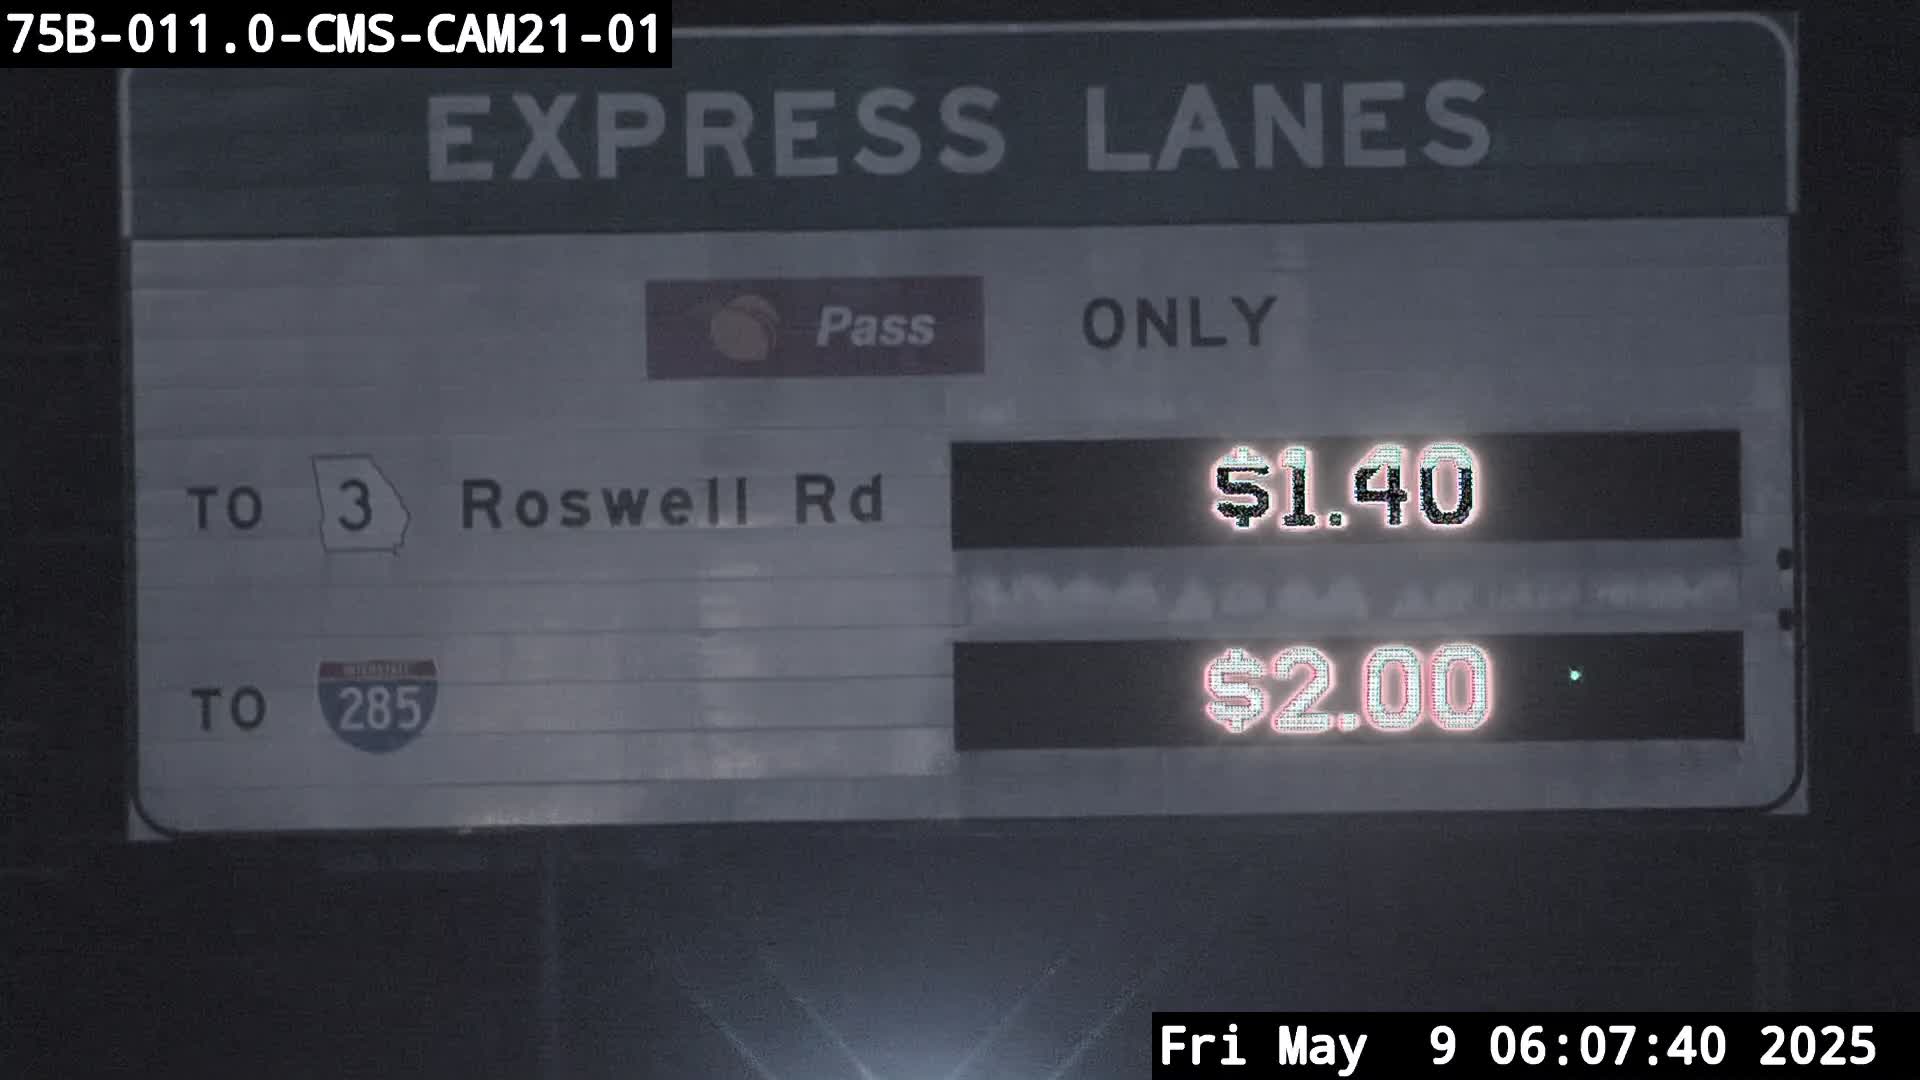 75B-011.0-CMS-CAM21-01
EXPRESS LANES
Pass ONLY
TO 3 Roswell Rd $1.40
TO INTERSTATE 285 $2.00
Fri May 9 06:07:40 2025